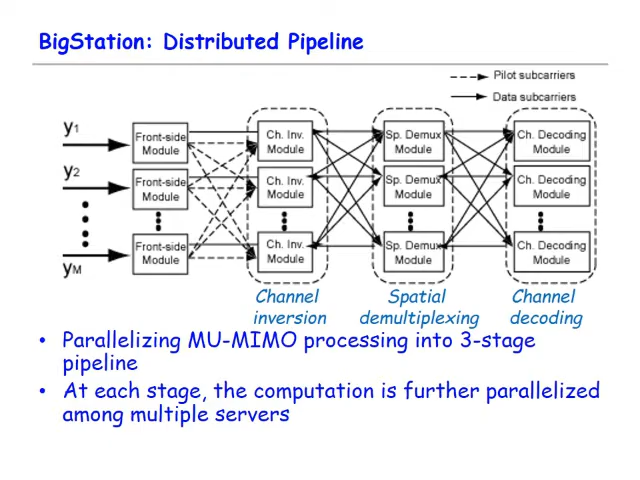 BigStation: Distributed Pipeline
Pilot subcarriers
Data subcarriers
y1
Front-side Module
Ch. Inv. Module
Sp. Demux Module
Ch. Decoding Module
y2
Front-side Module
Ch. Inv. Module
Sp. Demux Module
Ch. Decoding Module
yM
Front-side Module
Ch. Inv. Module
Sp. Demux Module
Ch. Decoding Module
Channel inversion
Spatial demultiplexing
Channel decoding
• Parallelizing MU-MIMO processing into 3-stage
pipeline
• At each stage, the computation is further parallelized
among multiple servers